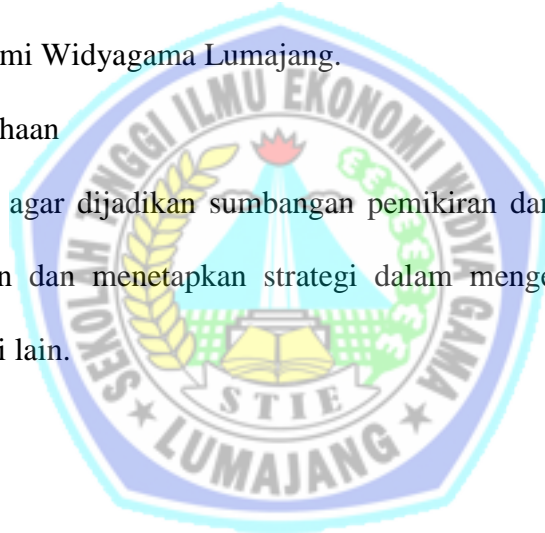 mi Widyagama Lumajang.
haan
agar dijadikan sumbangan pemikiran dar
n dan menetapkan strategi dalam menge
i lain.
SEKOLAH TINGGI ILMU EKONOMI WIDYA GAMA
STIE
LUMAJANG